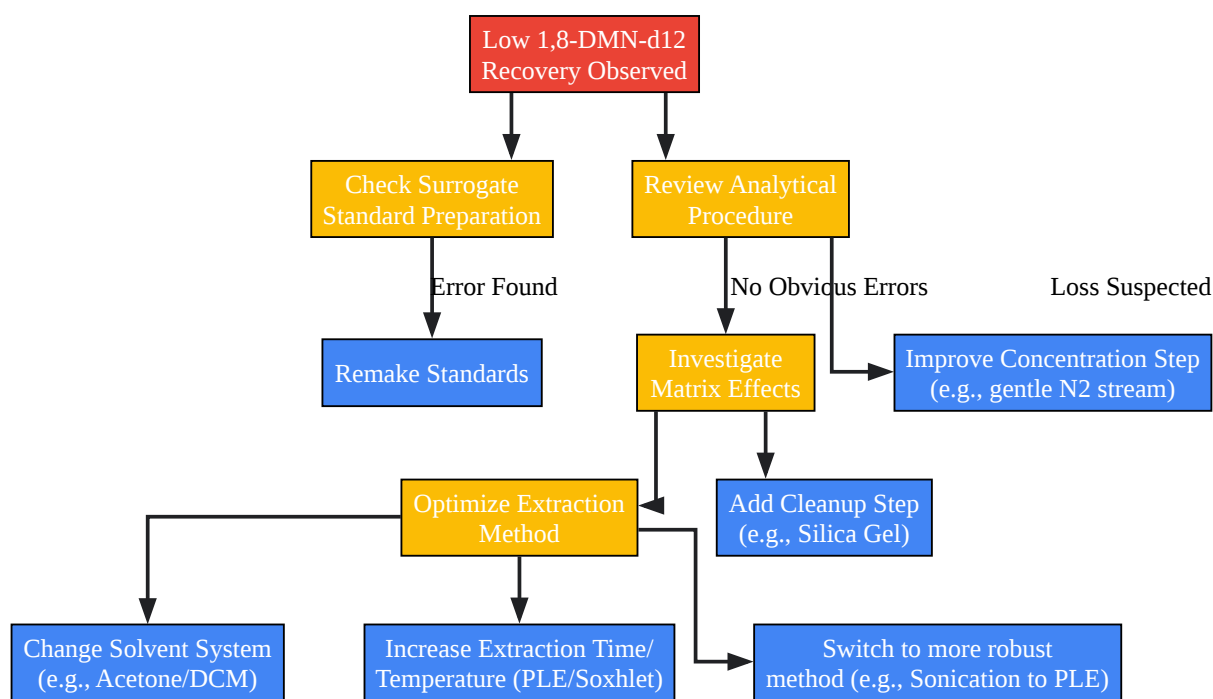 Low 1,8-DMN-d12
Recovery Observed
Check Surrogate
Standard Preparation
Review Analytical
Procedure
Error Found
No Obvious Errors
Loss Suspected
Remake Standards
Investigate
Matrix Effects
Improve Concentration Step
(e.g., gentle N2 stream)
Optimize Extraction
Method
Add Cleanup Step
(e.g., Silica Gel)
Change Solvent System
(e.g., Acetone/DCM)
Increase Extraction Time/
Temperature (PLE/Soxhlet)
Switch to more robust
method (e.g., Sonication to PLE)